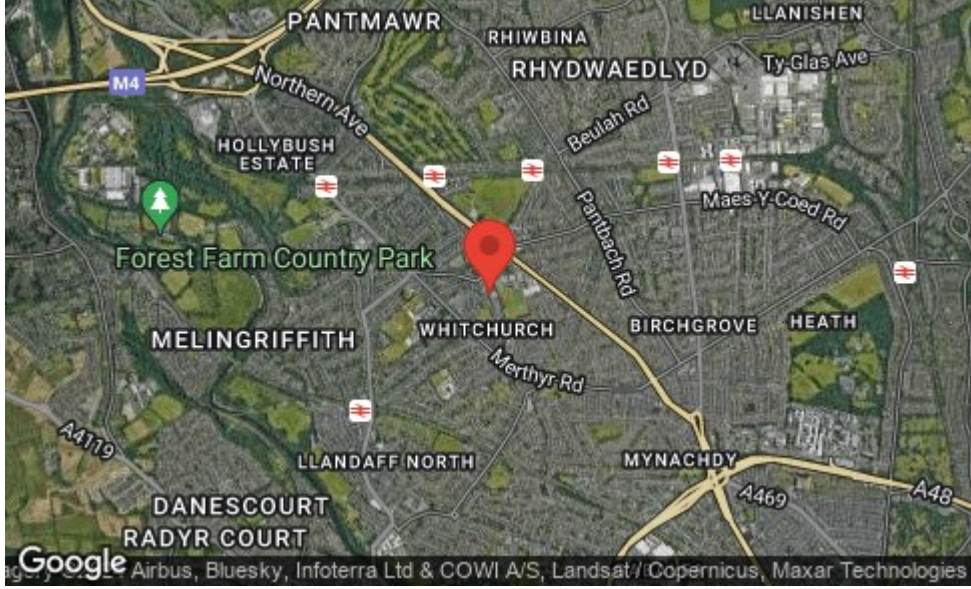 PANTMAWR
LLANISHEN
RHIWBINA
RHYDWAEDLYD
Ty Glas Ave
M4
Northern Ave
Beulah Rd
HOLLYBUSH
ESTATE
Maes-Y-Coed Rd
Pantbach Rd
Forest Farm Country Park
WHITCHURCH
BIRCHGROVE
HEATH
MELINGRIFFITH
Merthyr Rd
A4119
LLANDAFF NORTH
MYNACHDY
A469
A48
DANESCOURT
RADYR COURT
Google
Airbus, Bluesky, Infoterra Ltd & COWI A/S, Landsat / Copernicus, Maxar Technologies